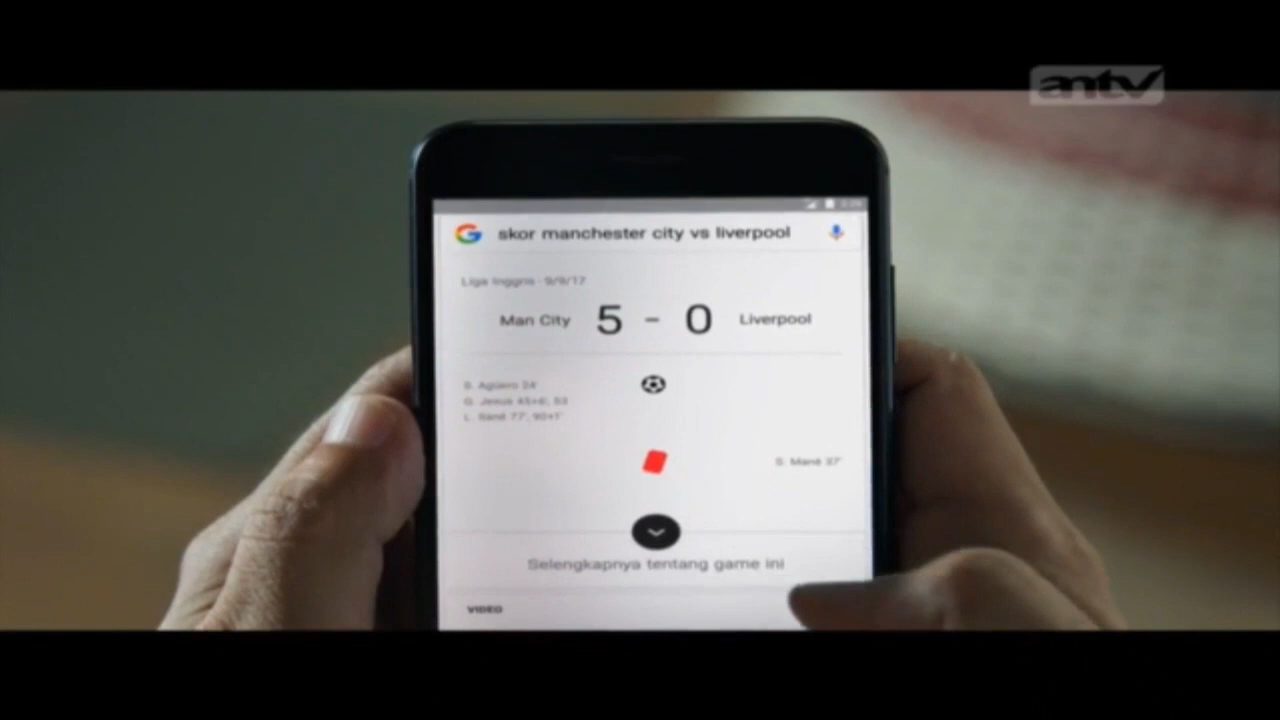 antv
skor manchester city vs liverpool
Liga Inggris · 9/9/17
Man City 5 - 0 Liverpool
S. Agüero 24'
G. Jesus 45+6', 53
L. Sané 77', 90+1'
S. Mané 37'
Selengkapnya tentang game ini
VIDEO